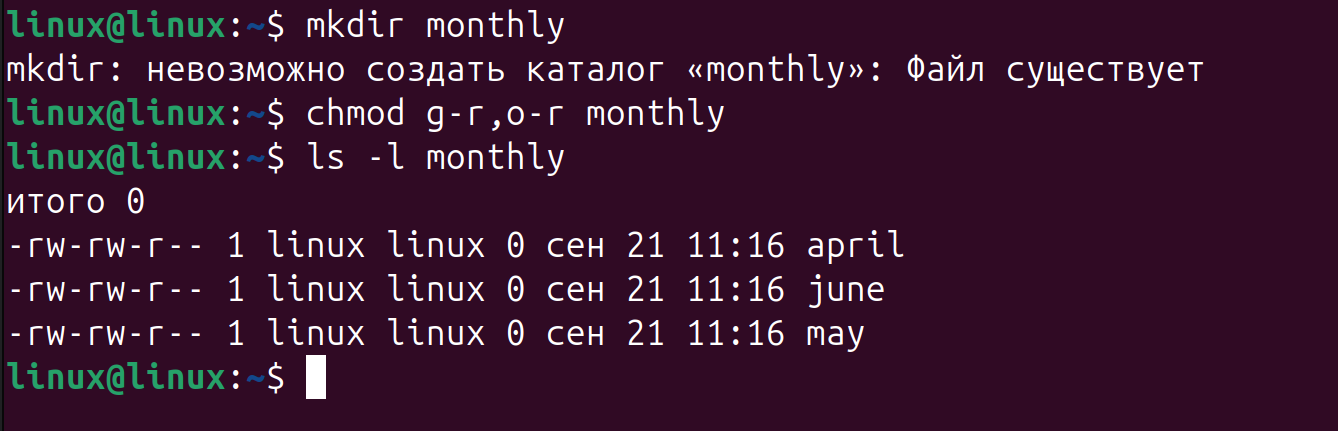 linux@linux:~$ mkdir monthly
mkdir: невозможно создать каталог «monthly»: Файл существует
linux@linux:~$ chmod g-r,o-r monthly
linux@linux:~$ ls -l monthly
итого 0
-rw-rw-r-- 1 linux linux 0 сен 21 11:16 april
-rw-rw-r-- 1 linux linux 0 сен 21 11:16 june
-rw-rw-r-- 1 linux linux 0 сен 21 11:16 may
linux@linux:~$